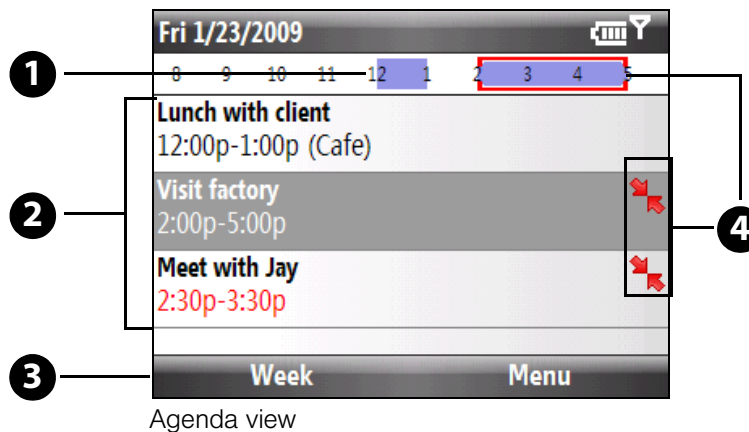 Fri 1/23/2009
1
8 9 10 11 12 1 2 3 4 5
Lunch with client
12:00p-1:00p (Cafe)
2
Visit factory
2:00p-5:00p
4
Meet with Jay
2:30p-3:30p
3
Week Menu
Agenda view